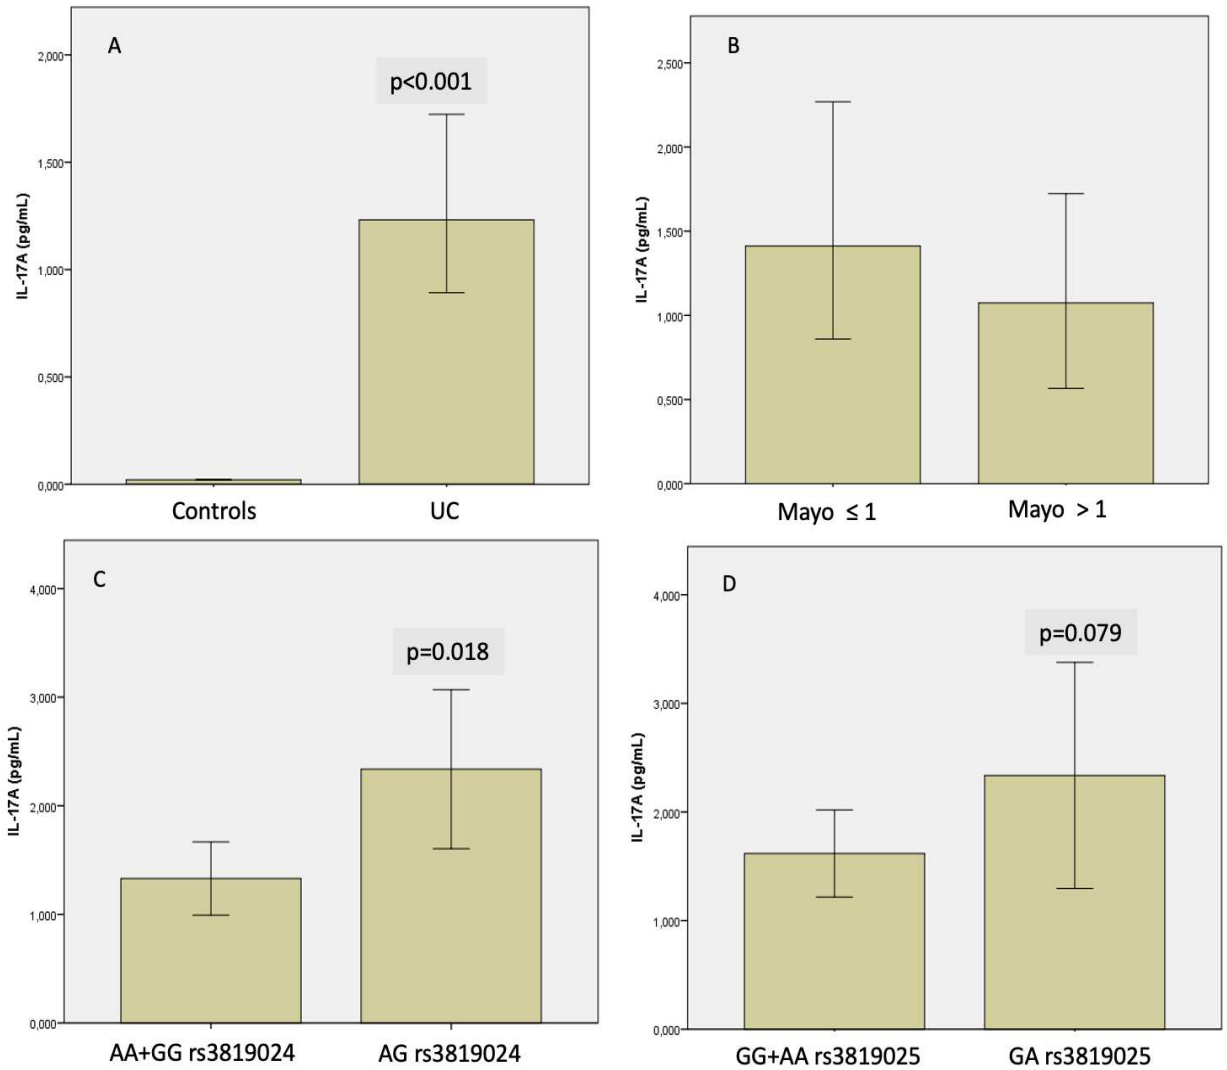 A
p<0.001
2,000
1,500
1,000
0,500
0,000
IL-17A (pg/mL)
Controls UC
B
2,500
2,000
1,500
1,000
0,500
0,000
IL-17A (pg/mL)
Mayo ≤ 1 Mayo > 1
C
p=0.018
4,000
3,000
2,000
1,000
0,000
IL-17A (pg/mL)
AA+GG rs3819024 AG rs3819024
D
p=0.079
4,000
3,000
2,000
1,000
0,000
IL-17A (pg/mL)
GG+AA rs3819025 GA rs3819025